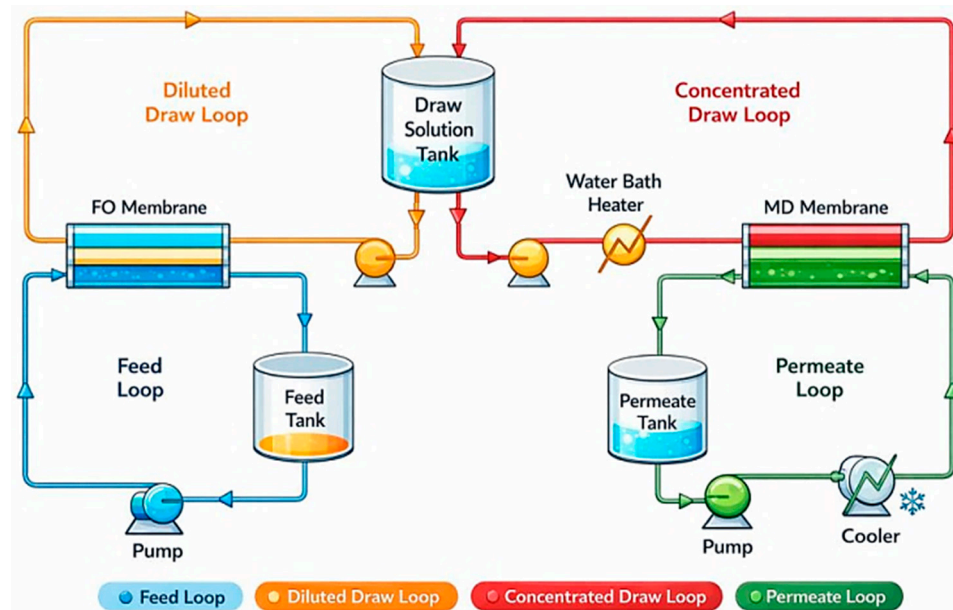 Diluted
Draw Loop
Draw
Solution
Tank
Concentrated
Draw Loop
Water Bath
Heater
FO Membrane
MD Membrane
Feed
Loop
Feed
Tank
Permeate
Tank
Permeate
Loop
Pump
Pump
Cooler
Feed Loop
Diluted Draw Loop
Concentrated Draw Loop
Permeate Loop